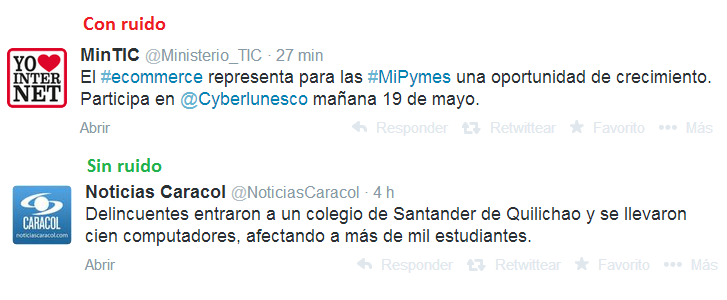 Con ruido
YO
INTER
NET
MinTIC @Ministerio_TIC · 27 min
El #ecommerce representa para las #MiPymes una oportunidad de crecimiento.
Participa en @Cyberlunesco mañana 19 de mayo.
Abrir Responder Retwittear Favorito Más
Sin ruido
CARACOL
noticiascaracol.com
Noticias Caracol @NoticiasCaracol · 4 h
Delincuentes entraron a un colegio de Santander de Quilichao y se llevaron
cien computadores, afectando a más de mil estudiantes.
Abrir Responder Retwittear Favorito Más